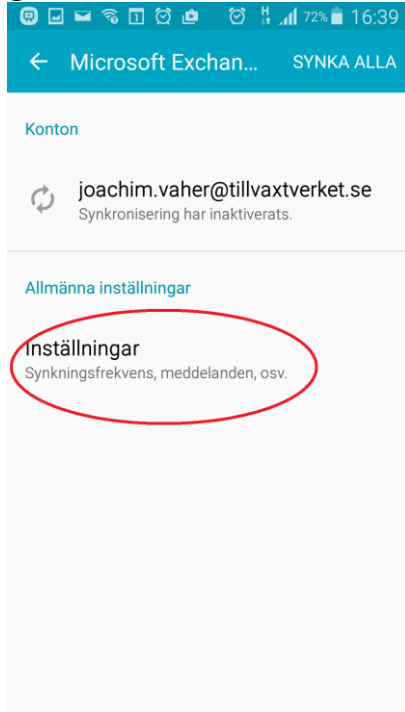 72% 16:39
Microsoft Exchan... SYNKA ALLA
Konton
joachim.vaher@tillvaxtverket.se
Synkronisering har inaktiverats.
Allmänna inställningar
Inställningar
Synkningsfrekvens, meddelanden, osv.